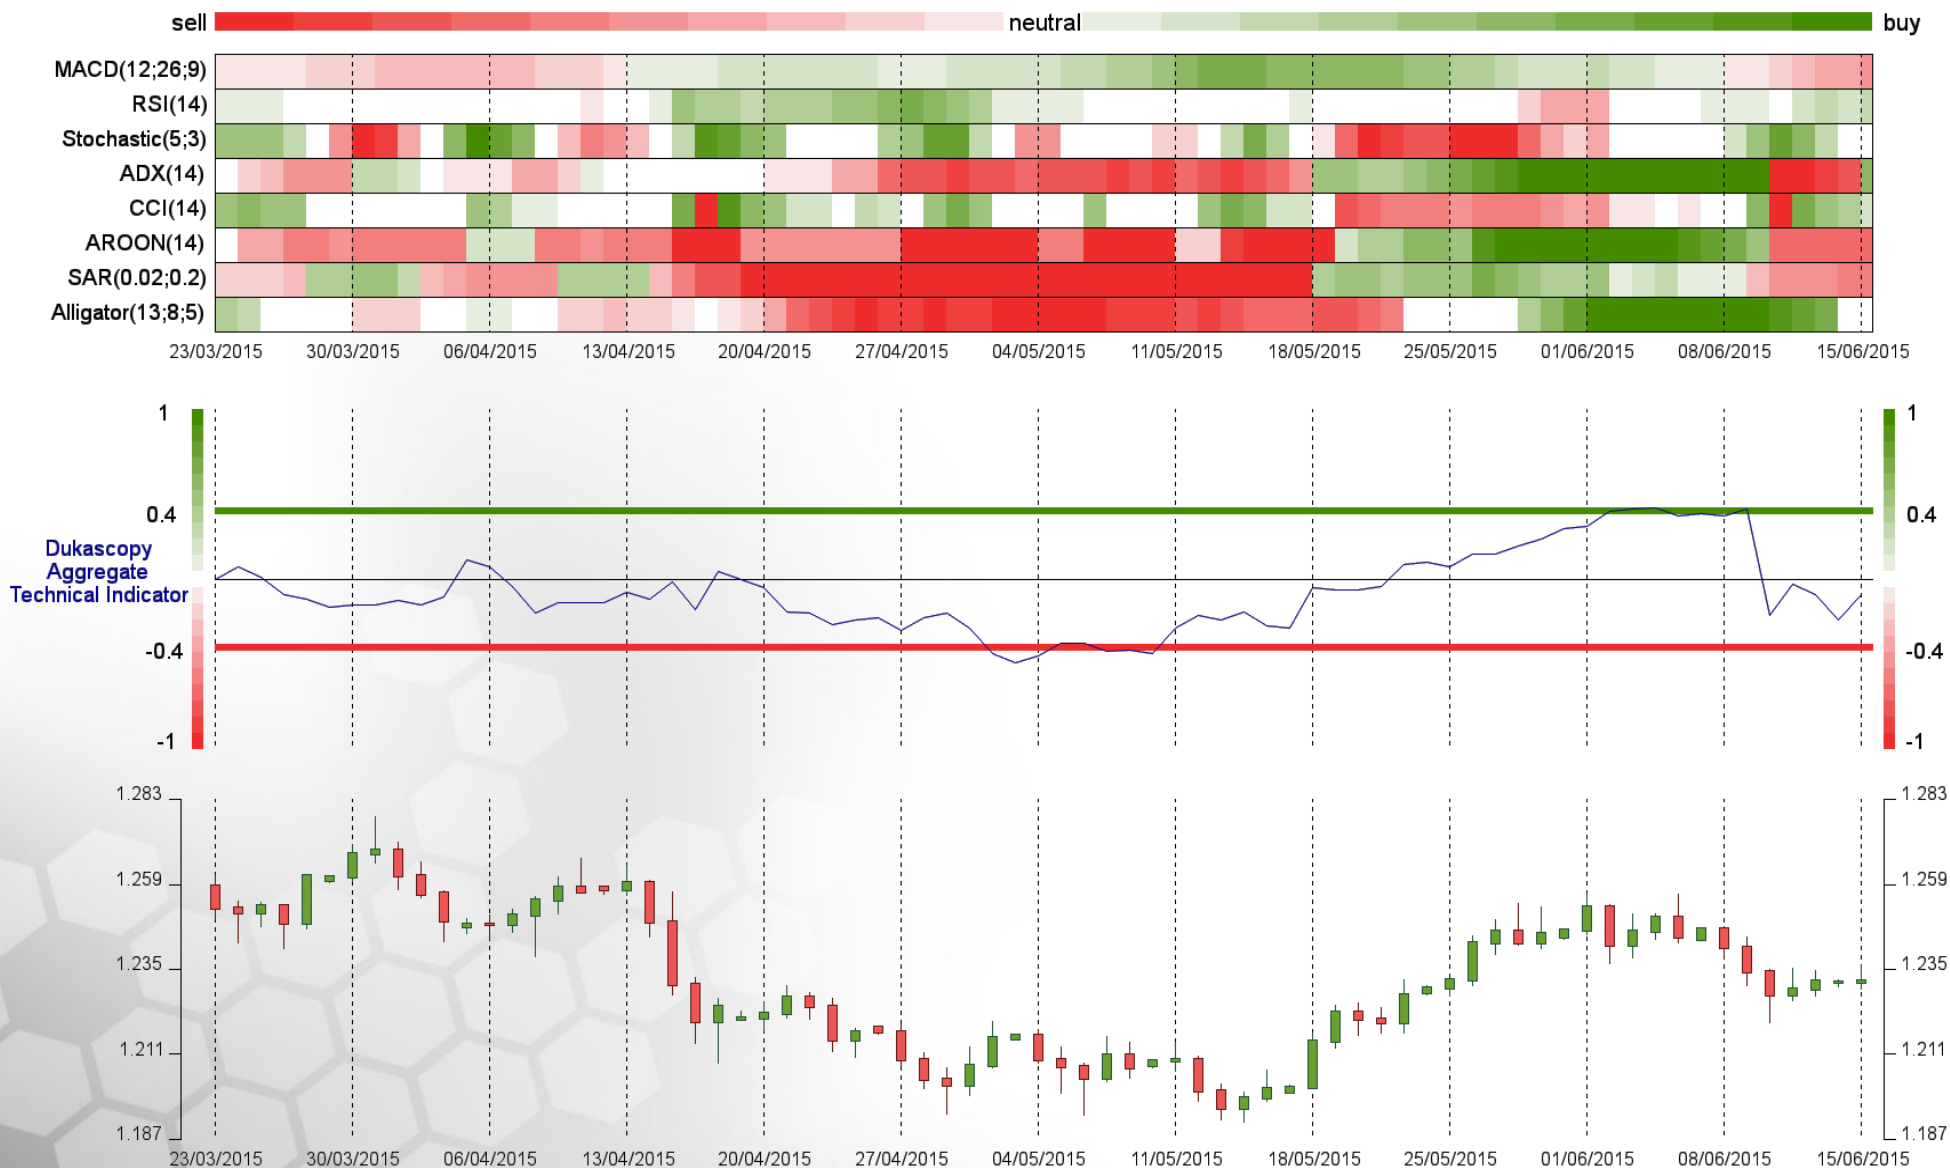 sell neutral buy
MACD(12;26;9)
RSI(14)
Stochastic(5;3)
ADX(14)
CCI(14)
AROON(14)
SAR(0.02;0.2)
Alligator(13;8;5)
23/03/2015 30/03/2015 06/04/2015 13/04/2015 20/04/2015 27/04/2015 04/05/2015 11/05/2015 18/05/2015 25/05/2015 01/06/2015 08/06/2015 15/06/2015
1 1
0.4 0.4
Dukascopy
Aggregate
Technical Indicator
-0.4 -0.4
-1 -1
1.283 1.283
1.259 1.259
1.235 1.235
1.211 1.211
1.187 1.187
23/03/2015 30/03/2015 06/04/2015 13/04/2015 20/04/2015 27/04/2015 04/05/2015 11/05/2015 18/05/2015 25/05/2015 01/06/2015 08/06/2015 15/06/2015